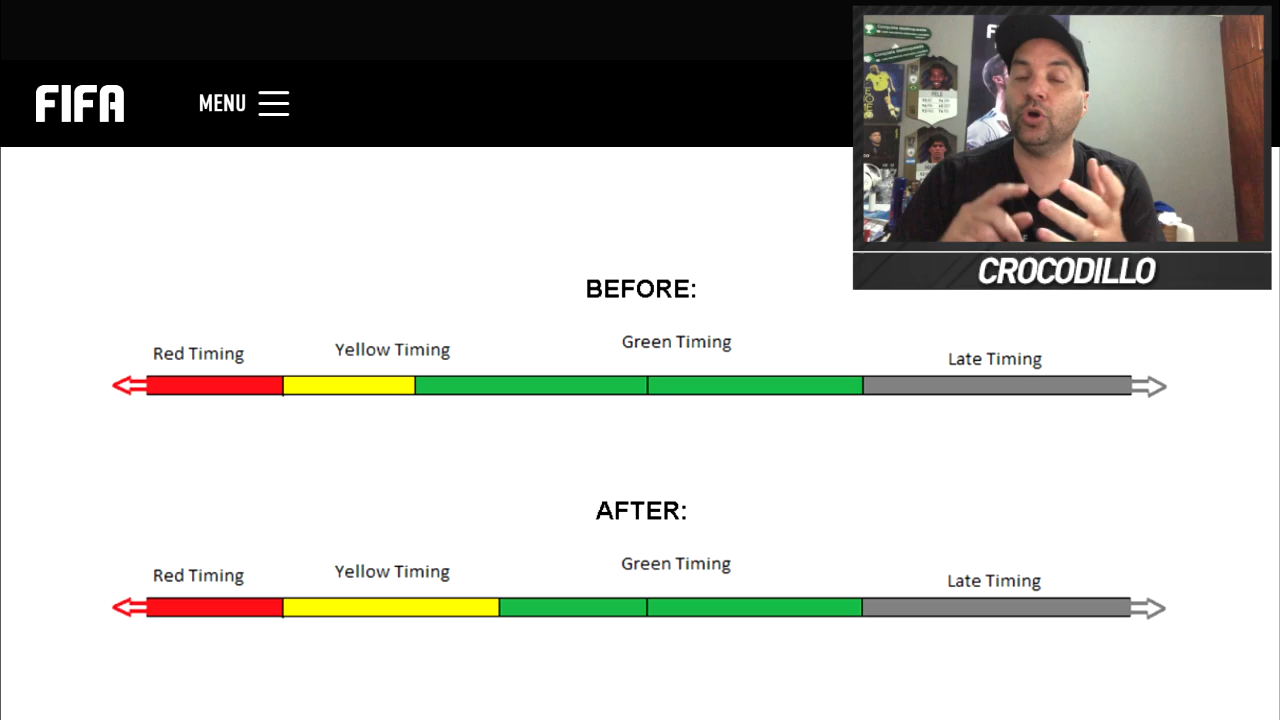 FIFA
MENU
PELÉ
CROCODILLO
BEFORE:
Red Timing
Yellow Timing
Green Timing
Late Timing
AFTER:
Red Timing
Yellow Timing
Green Timing
Late Timing